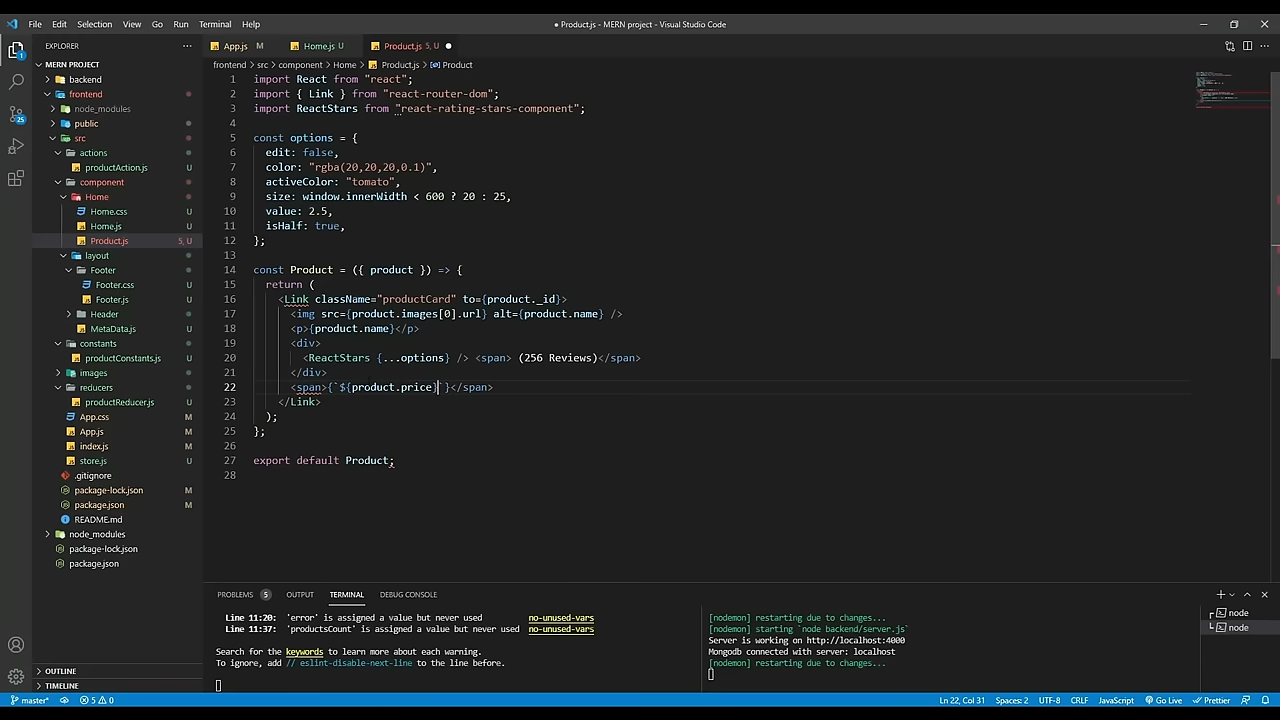 File Edit Selection View Go Run Terminal Help
● Product.js - MERN project - Visual Studio Code
EXPLORER
App.js M
Home.js U
Product.js 5, U
MERN PROJECT
backend
frontend
node_modules
public
src
actions
productAction.js U
component
Home
Home.css U
Home.js U
Product.js 5, U
layout
Footer
Footer.css U
Footer.js U
Header
MetaData.js U
constants
productConstants.js U
images
reducers
productReducer.js U
App.css M
App.js M
index.js M
store.js U
.gitignore
package-lock.json M
package.json M
README.md
node_modules
package-lock.json
package.json
OUTLINE
TIMELINE
frontend > src > component > Home > Product.js > Product
1 import React from "react";
2 import { Link } from "react-router-dom";
3 import ReactStars from "react-rating-stars-component";
4
5 const options = {
6 edit: false,
7 color: "rgba(20,20,20,0.1)",
8 activeColor: "tomato",
9 size: window.innerWidth < 600 ? 20 : 25,
10 value: 2.5,
11 isHalf: true,
12 };
13
14 const Product = ({ product }) => {
15 return (
16 <Link className="productCard" to={product._id}>
17 <img src={product.images[0].url} alt={product.name} />
18 <p>{product.name}</p>
19 <div>
20 <ReactStars {...options} /> <span> (256 Reviews)</span>
21 </div>
22 <span>{`${product.price}`}</span>
23 </Link>
24 );
25 };
26
27 export default Product;
28
PROBLEMS 5 OUTPUT TERMINAL DEBUG CONSOLE
Line 11:20: 'error' is assigned a value but never used no-unused-vars
Line 11:37: 'productsCount' is assigned a value but never used no-unused-vars
Search for the keywords to learn more about each warning.
To ignore, add // eslint-disable-next-line to the line before.
[nodemon] restarting due to changes...
[nodemon] starting `node backend/server.js`
Server is working on http://localhost:4000
Mongodb connected with server: localhost
[nodemon] restarting due to changes...
node
node
master* 5 0
Ln 22, Col 31 Spaces: 2 UTF-8 CRLF JavaScript Go Live Prettier